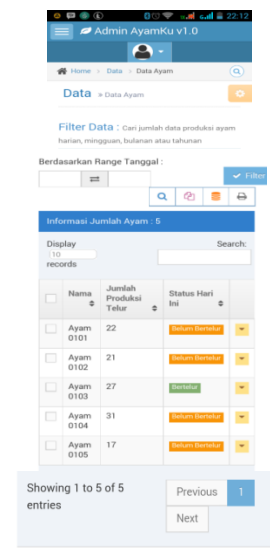 22:12
Admin AyamKu v1.0
Home > Data > Data Ayam
Data » Data Ayam
Filter Data : Cari jumlah data produksi ayam
harian, mingguan, bulanan atau tahunan
Berdasarkan Range Tanggal :
Filter
Informasi Jumlah Ayam : 5
Display
10
records
Search:
Nama
Jumlah
Produksi
Telur
Status Hari
Ini
Ayam
0101
22
Belum Bertelur
Ayam
0102
21
Belum Bertelur
Ayam
0103
27
Bertelur
Ayam
0104
31
Belum Bertelur
Ayam
0105
17
Belum Bertelur
Showing 1 to 5 of 5
entries
Previous
1
Next